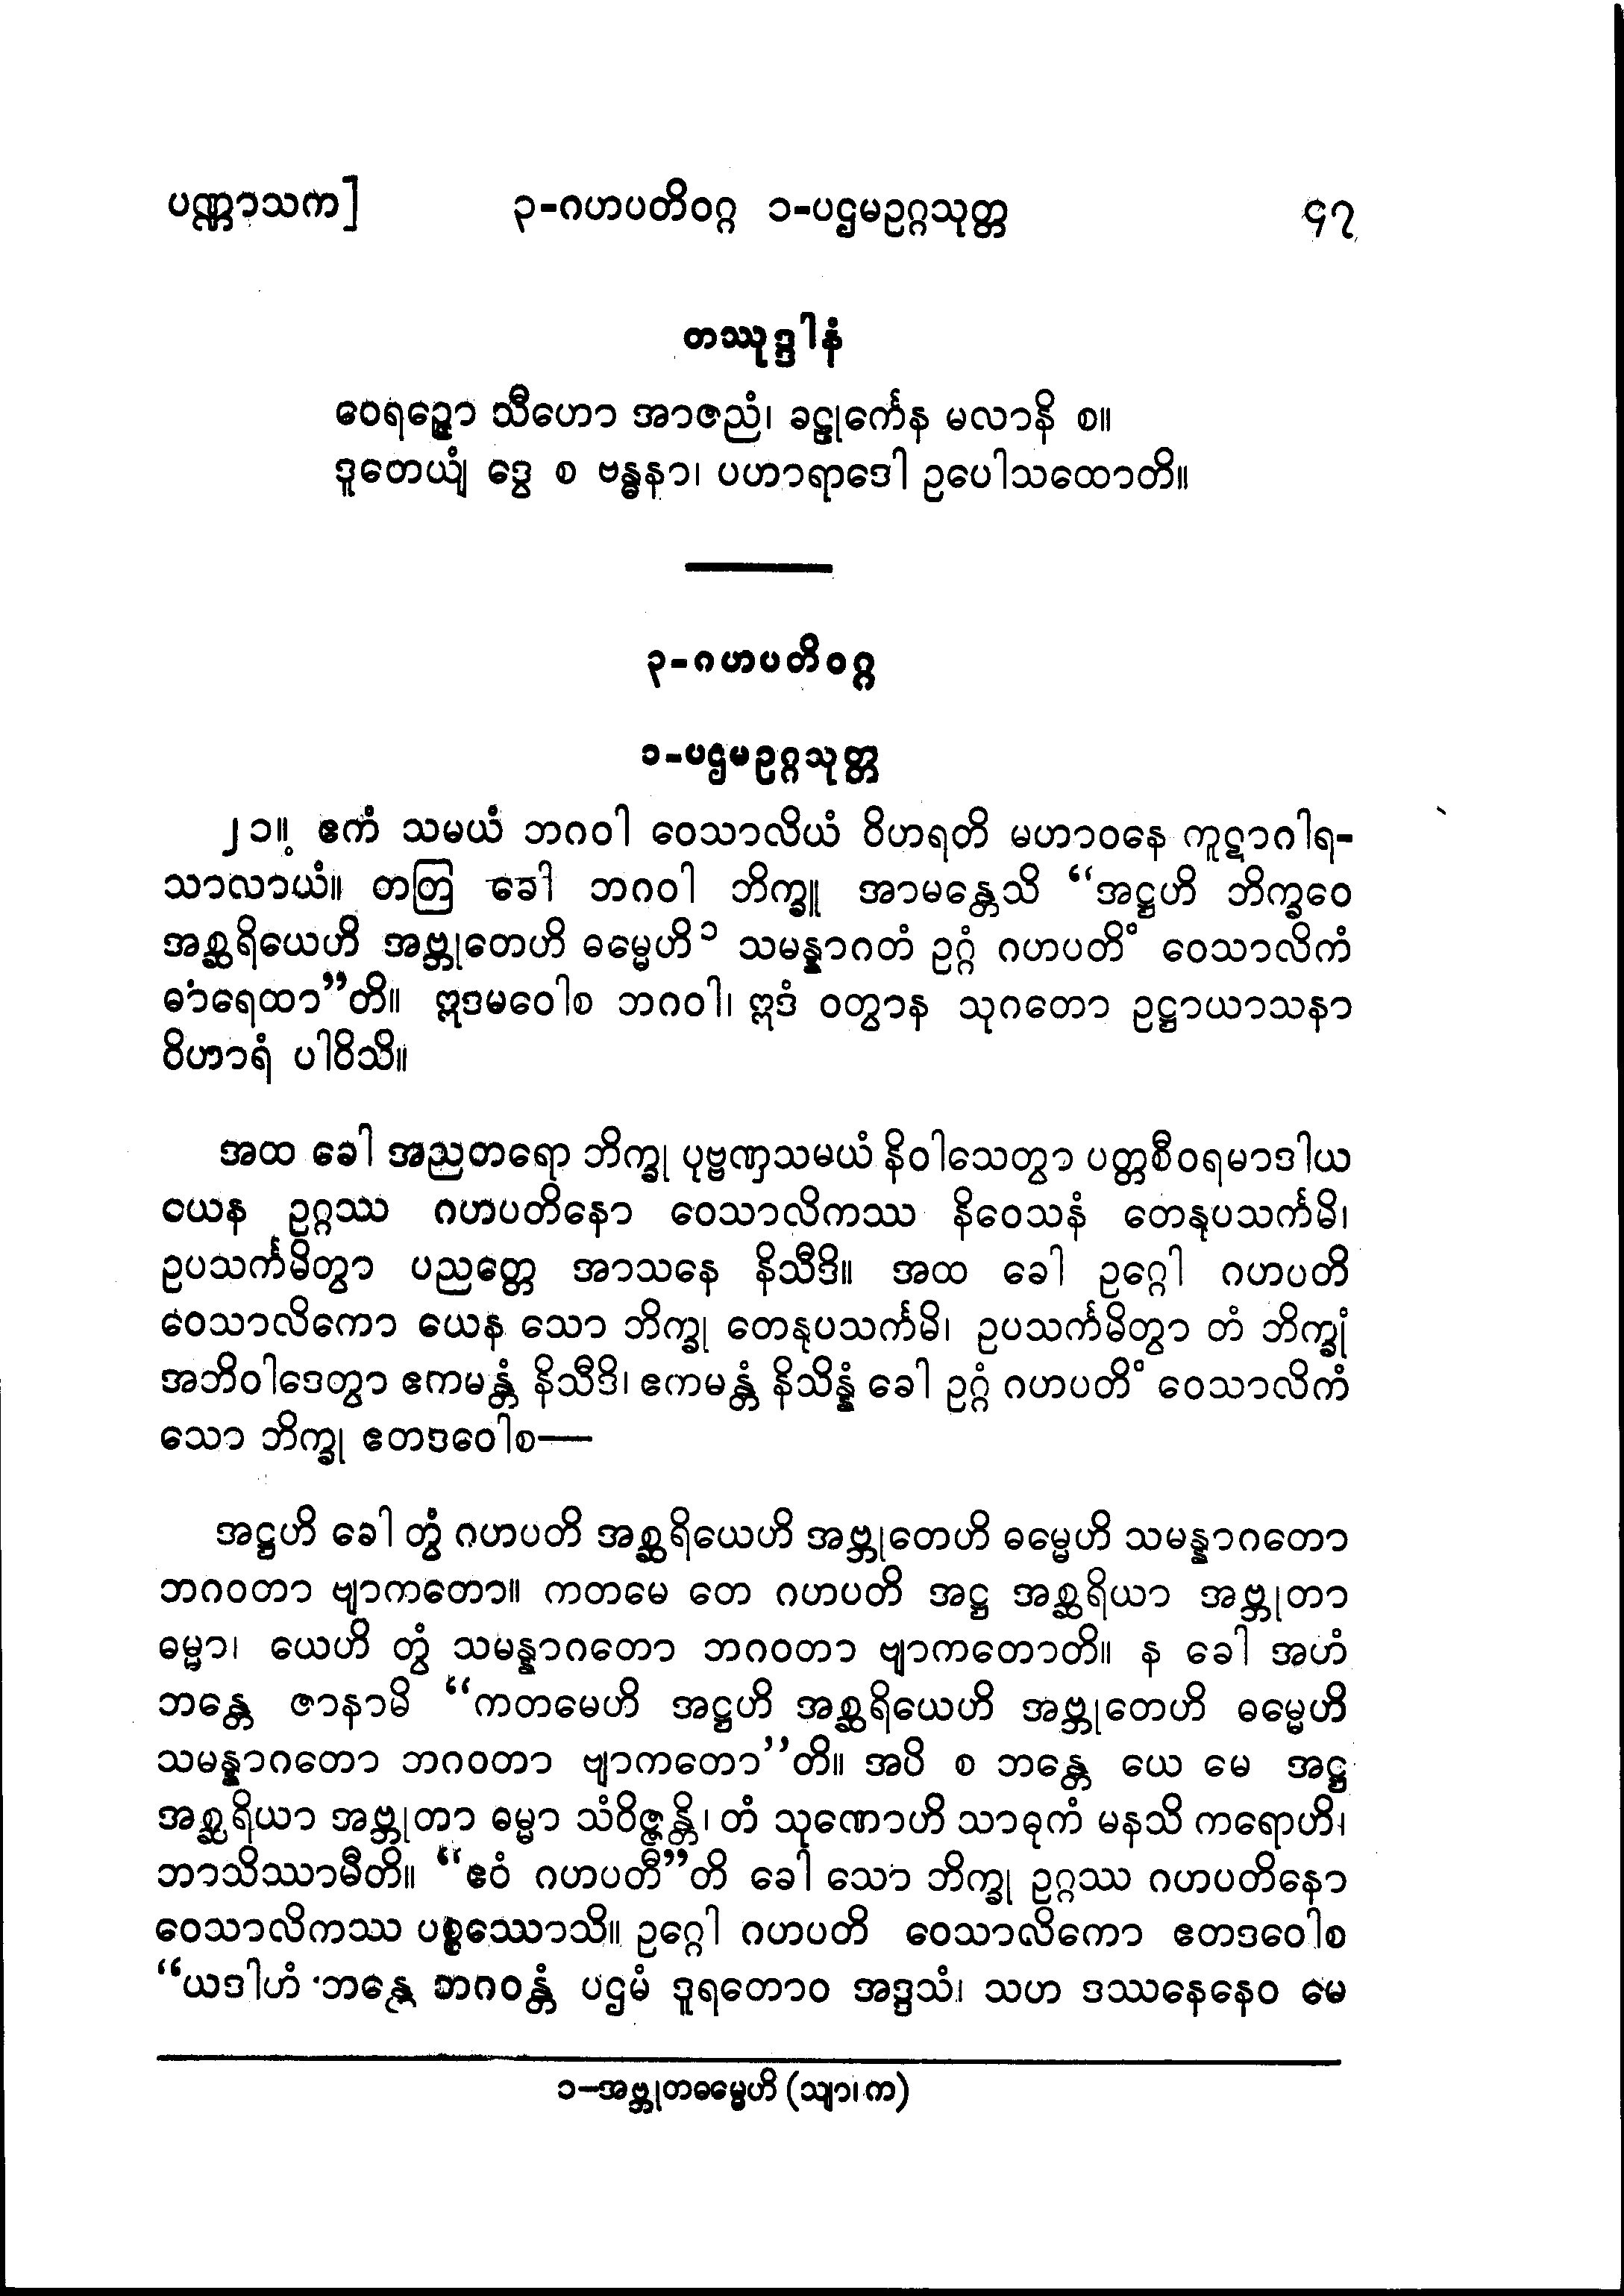 ပဏ္ဏာသက] ၃-ဂဟပတိဝဂ္ဂ ၁-ပဌမဥဂ္ဂသုတ္တ ၄၇
တဿုဒ္ဒါနံ
ဝေရဉ္ဇော သီဟော အာဇညံ၊ ခဠုင်္ကေန မလာနိ စ။
ဒူတေယျံ ဒွေ စ ဗန္ဓနာ၊ ပဟာရာဒေါ ဥပေါသထောတိ။
၃-ဂဟပတိဝဂ္ဂ
၁-ပဌမဥဂ္ဂသုတ္တ
၂၁။ ဧကံ သမယံ ဘဂဝါ ဝေသာလိယံ ဝိဟရတိ မဟာဝနေ ကူဋာဂါရ-
သာလာယံ။ တတြ ခေါ ဘဂဝါ ဘိက္ခူ အာမန္တေသိ “အဋ္ဌဟိ ဘိက္ခဝေ
အစ္ဆရိယေဟိ အဗ္ဘုတေဟိ ဓမ္မေဟိ ၁ သမန္နာဂတံ ဥဂ္ဂံ ဂဟပတိံ ဝေသာလိကံ
ဓာရေထာ”တိ။ ဣဒမဝေါစ ဘဂဝါ၊ ဣဒံ ဝတွာန သုဂတော ဥဋ္ဌာယာသနာ
ဝိဟာရံ ပါဝိသိ။
အထ ခေါ အညတရော ဘိက္ခု ပုဗ္ဗဏှသမယံ နိဝါသေတွာ ပတ္တစီဝရမာဒါယ
ယေန ဥဂ္ဂဿ ဂဟပတိနော ဝေသာလိကဿ နိဝေသနံ တေနုပသင်္ကမိ၊
ဥပသင်္ကမိတွာ ပညတ္တေ အာသနေ နိသီဒိ။ အထ ခေါ ဥဂ္ဂေါ ဂဟပတိ
ဝေသာလိကော ယေန သော ဘိက္ခု တေနုပသင်္ကမိ၊ ဥပသင်္ကမိတွာ တံ ဘိက္ခုံ
အဘိဝါဒေတွာ ဧကမန္တံ နိသီဒိ၊ ဧကမန္တံ နိသိန္နံ ခေါ ဥဂ္ဂံ ဂဟပတိံ ဝေသာလိကံ
သော ဘိက္ခု ဧတဒဝေါစ—
အဋ္ဌဟိ ခေါ တွံ ဂဟပတိ အစ္ဆရိယေဟိ အဗ္ဘုတေဟိ ဓမ္မေဟိ သမန္နာဂတော
ဘဂဝတာ ဗျာကတော။ ကတမေ တေ ဂဟပတိ အဋ္ဌ အစ္ဆရိယာ အဗ္ဘုတာ
ဓမ္မာ၊ ယေဟိ တွံ သမန္နာဂတော ဘဂဝတာ ဗျာကတောတိ။ န ခေါ အဟံ
ဘန္တေ ဇာနာမိ “ကတမေဟိ အဋ္ဌဟိ အစ္ဆရိယေဟိ အဗ္ဘုတေဟိ ဓမ္မေဟိ
သမန္နာဂတော ဘဂဝတာ ဗျာကတော”တိ။ အပိ စ ဘန္တေ ယေ မေ အဋ္ဌ
အစ္ဆရိယာ အဗ္ဘုတာ ဓမ္မာ သံဝိဇ္ဇန္တိ၊ တံ သုဏောဟိ သာဓုကံ မနသိ ကရောဟိ၊
ဘာသိဿာမီတိ။ “ဧဝံ ဂဟပတီ”တိ ခေါ သော ဘိက္ခု ဥဂ္ဂဿ ဂဟပတိနော
ဝေသာလိကဿ ပစ္စဿောသိ။ ဥဂ္ဂေါ ဂဟပတိ ဝေသာလိကော ဧတဒဝေါစ
“ယဒါဟံ ဘန္တေ ဘဂဝန္တံ ပဌမံ ဒူရတောဝ အဒ္ဒသံ၊ သဟ ဒဿနေနေဝ မေ
၁-အဗ္ဘုတဓမ္မေဟိ (သျာ၊ က)